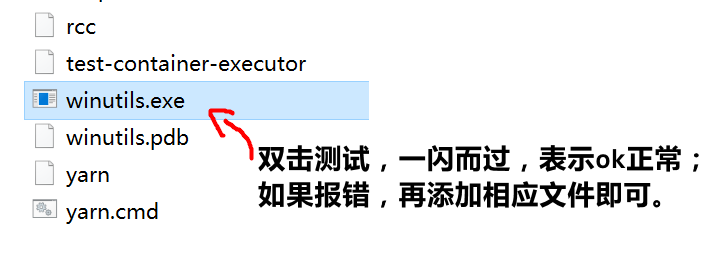 rcc
test-container-executor
winutils.exe
winutils.pdb
yarn
yarn.cmd
双击测试，一闪而过，表示ok正常；
如果报错，再添加相应文件即可。